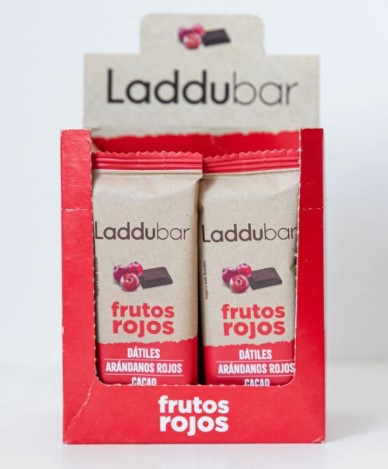 Laddubar
Laddubar
frutos
rojos
DÁTILES
ARÁNDANOS ROJOS
CACAO
Laddubar
frutos
rojos
DÁTILES
ARÁNDANOS ROJOS
CACAO
frutos
rojos